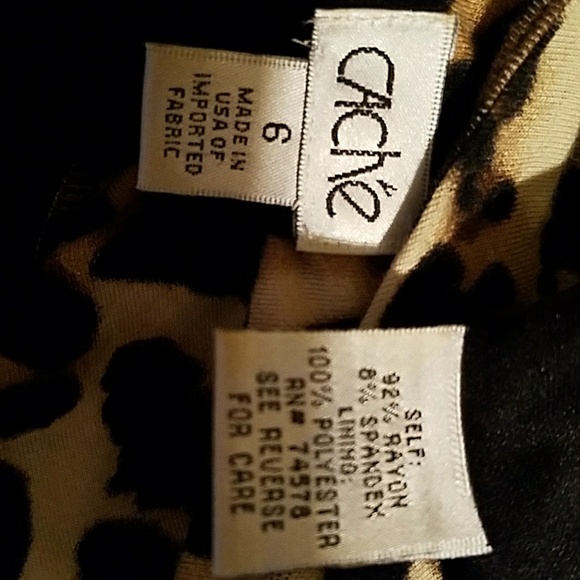 CACHé
6
MADE IN
USA OF
IMPORTED
FABRIC
SELF:
92% RAYON
8% SPANDEX
LINING:
100% POLYESTER
RN# 74578
SEE REVERSE
FOR CARE